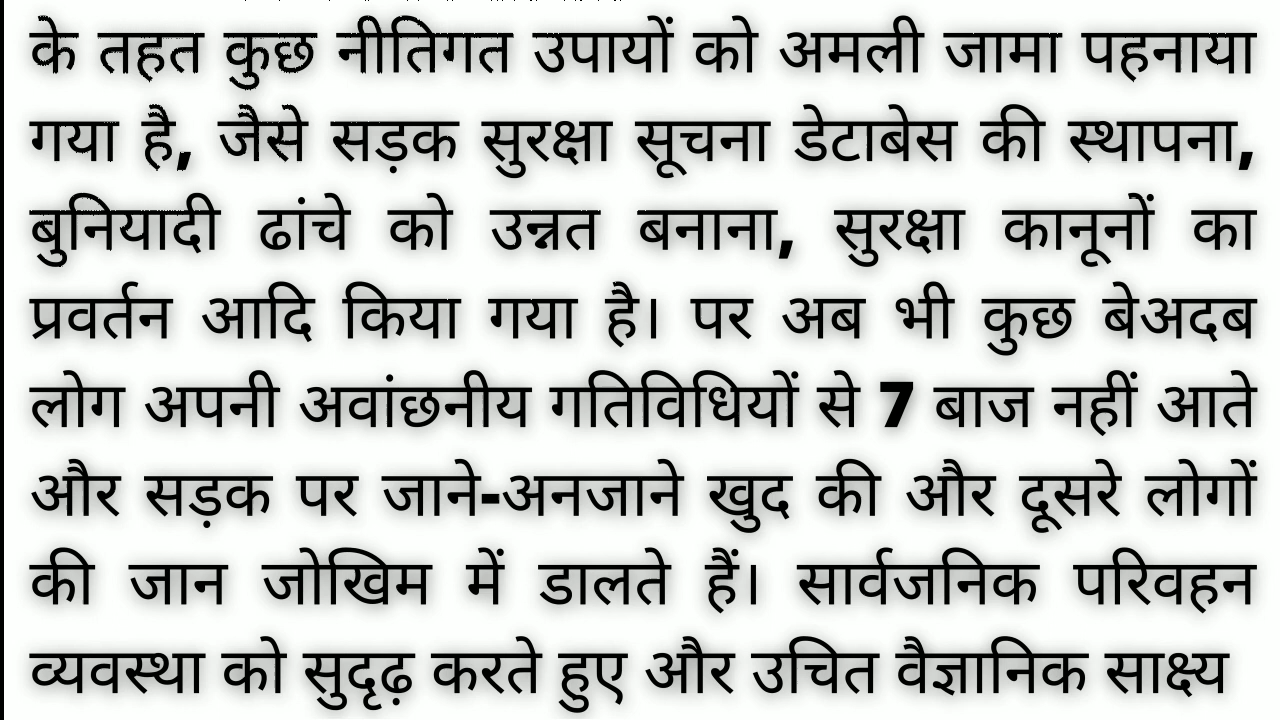 के तहत कुछ नीतिगत उपायों को अमली जामा पहनाया
गया है, जैसे सड़क सुरक्षा सूचना डेटाबेस की स्थापना,
बुनियादी ढांचे को उन्नत बनाना, सुरक्षा कानूनों का
प्रवर्तन आदि किया गया है। पर अब भी कुछ बेअदब
लोग अपनी अवांछनीय गतिविधियों से 7 बाज नहीं आते
और सड़क पर जाने-अनजाने खुद की और दूसरे लोगों
की जान जोखिम में डालते हैं। सार्वजनिक परिवहन
व्यवस्था को सुदृढ़ करते हुए और उचित वैज्ञानिक साक्ष्य